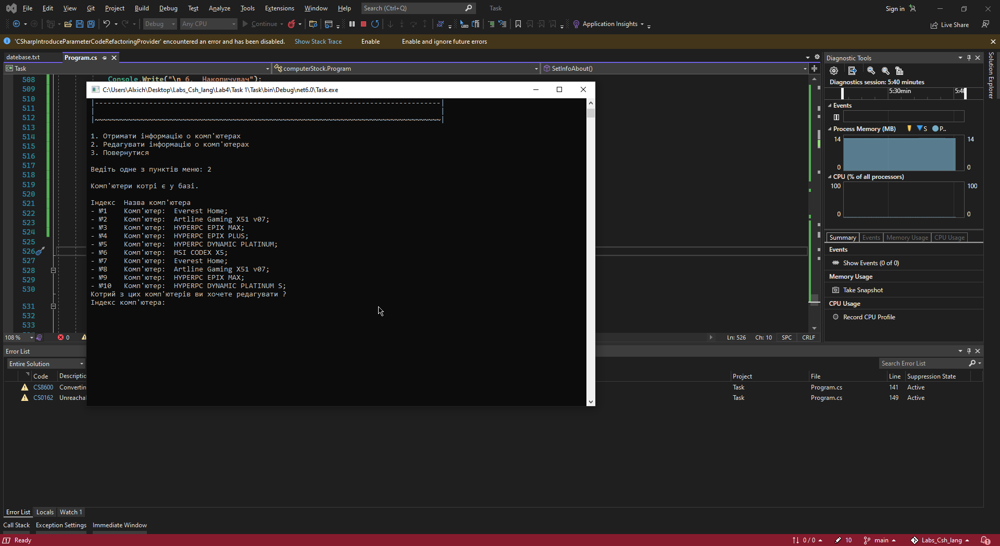 File Edit View Git Project Build Debug Test Analyze Tools Extensions Window Help Search (Ctrl+Q) Task Sign in
Debug Any CPU Continue Application Insights Live Share
'CSharpIntroduceParameterCodeRefactoringProvider' encountered an error and has been disabled. Show Stack Trace Enable Enable and ignore future errors
datebase.txt Program.cs
Task computerStock.Program SetInfoAbout()
508 Console.Write("\n 6. Накопичувач");
509
510
511
512
513
514
515
516
517
518
519
520
521
522
523
524
525
526
527
528
529
530
531
532
533
C:\Users\Alxich\Desktop\Labs_Csh_lang\Lab4\Task 1\Task\bin\Debug\net6.0\Task.exe
1. Отримати інформацію о комп'ютерах
2. Редагувати інформацію о комп'ютерах
3. Повернутися
Ведіть одне з пунктів меню: 2
Комп'ютери котрі є у базі.
Індекс Назва комп'ютера
- №1 Комп'ютер: Everest Home;
- №2 Комп'ютер: Artline Gaming X51 v07;
- №3 Комп'ютер: HYPERPC EPIX MAX;
- №4 Комп'ютер: HYPERPC EPIX PLUS;
- №5 Комп'ютер: HYPERPC DYNAMIC PLATINUM;
- №6 Комп'ютер: MSI CODEX X5;
- №7 Комп'ютер: Everest Home;
- №8 Комп'ютер: Artline Gaming X51 v07;
- №9 Комп'ютер: HYPERPC EPIX MAX;
- №10 Комп'ютер: HYPERPC DYNAMIC PLATINUM S;
Котрий з цих комп'ютерів ви хочете редагувати ?
Індекс комп'ютера:
Diagnostic Tools
Diagnostics session: 5:40 minutes
5:30min 5:40
Events
Process Memory (MB) S P..
14 14
0 0
CPU (% of all processors)
100 100
0 0
Summary Events Memory Usage CPU Usage
Events
Show Events (0 of 0)
Memory Usage
Take Snapshot
CPU Usage
Record CPU Profile
Solution Explorer
108 % 0 Ln: 526 Ch: 10 SPC CRLF
Error List
Entire Solution Search Error List
Code Descriptio Project File Line Suppression State
CS8600 Convertin Task Program.cs 141 Active
CS0162 Unreacha Task Program.cs 149 Active
Error List Locals Watch 1
Call Stack Exception Settings Immediate Window
Ready 0 / 0 10 main Labs_Csh_lang 1